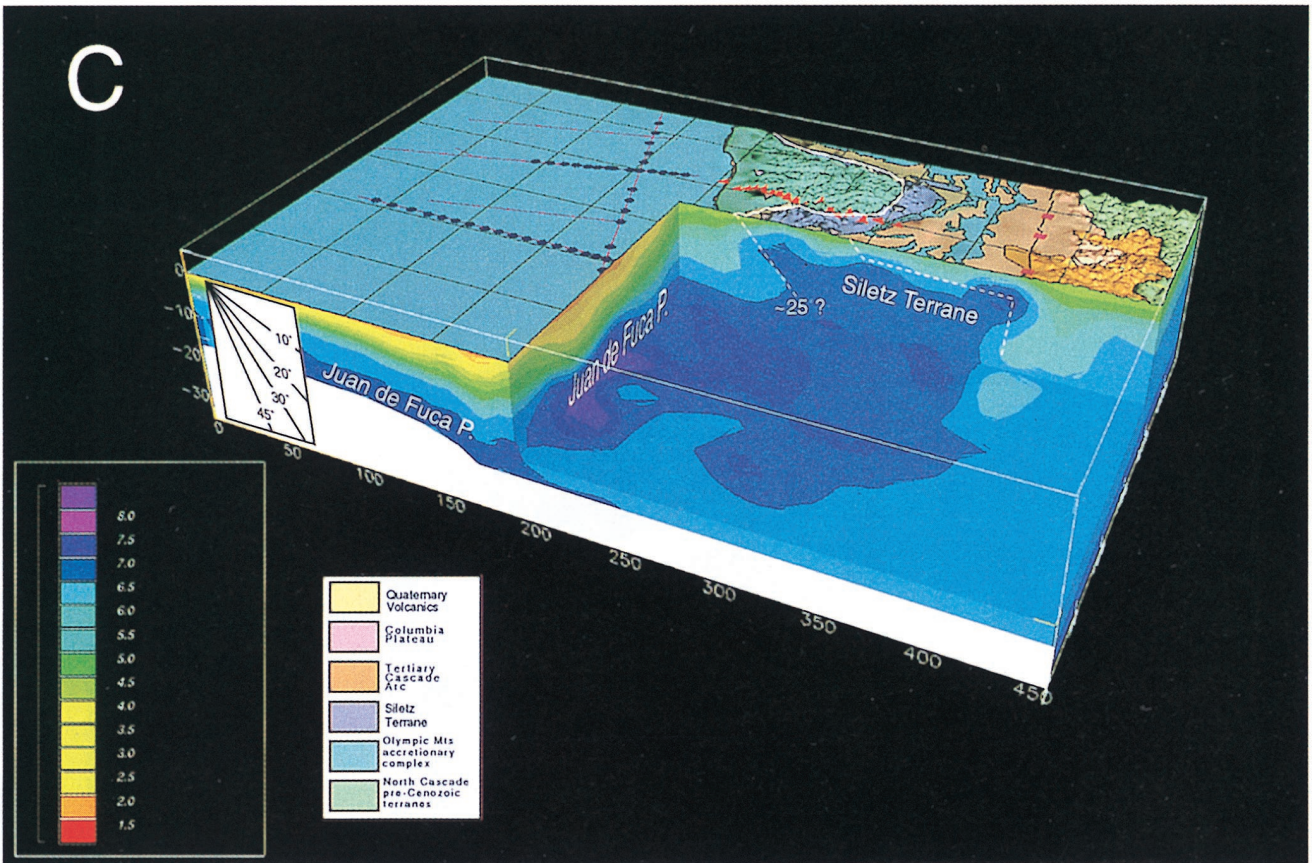 C
0
-10
-20
-30
10°
20°
30°
45°
Juan de Fuca P.
Juan de Fuca P.
~25°?
Siletz Terrane
0
50
100
150
200
250
300
350
400
450
8.0
7.5
7.0
6.5
6.0
5.5
5.0
4.5
4.0
3.5
3.0
2.5
2.0
1.5
Quaternary
Volcanics
Columbia
Plateau
Tertiary
Cascade
Arc
Siletz
Terrane
Olympic Mts
accretionary
complex
North Cascade
pre-Cenozoic
terranes